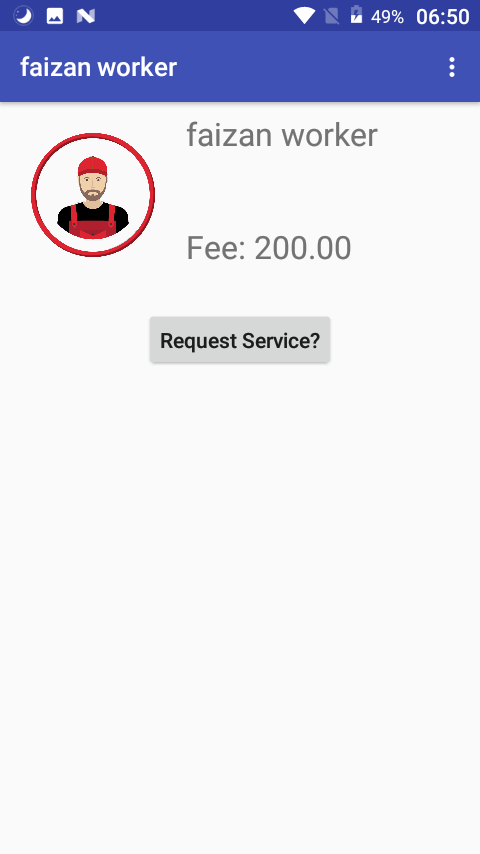 49% 06:50
faizan worker
faizan worker
Fee: 200.00
Request Service?